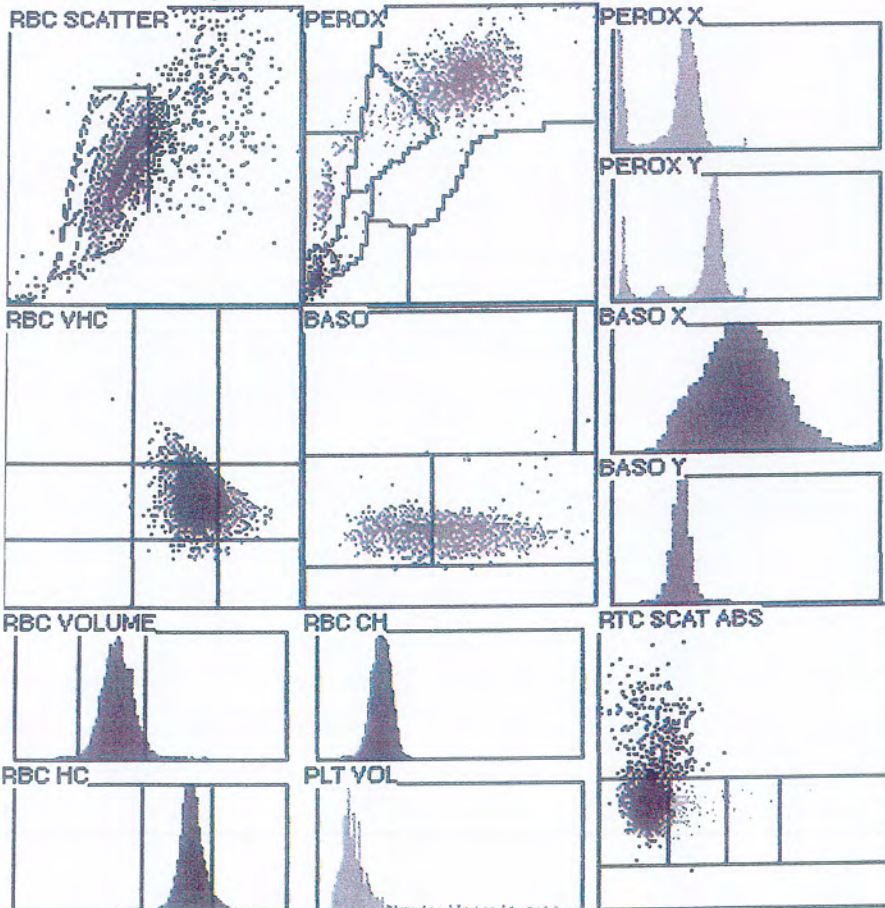 RBC SCATTER
PEROX
PEROX X
PEROX Y
RBC VHC
BASO
BASO X
BASO Y
RBC VOLUME
RBC CH
RTC SCAT ABS
RBC HC
PLT VOL